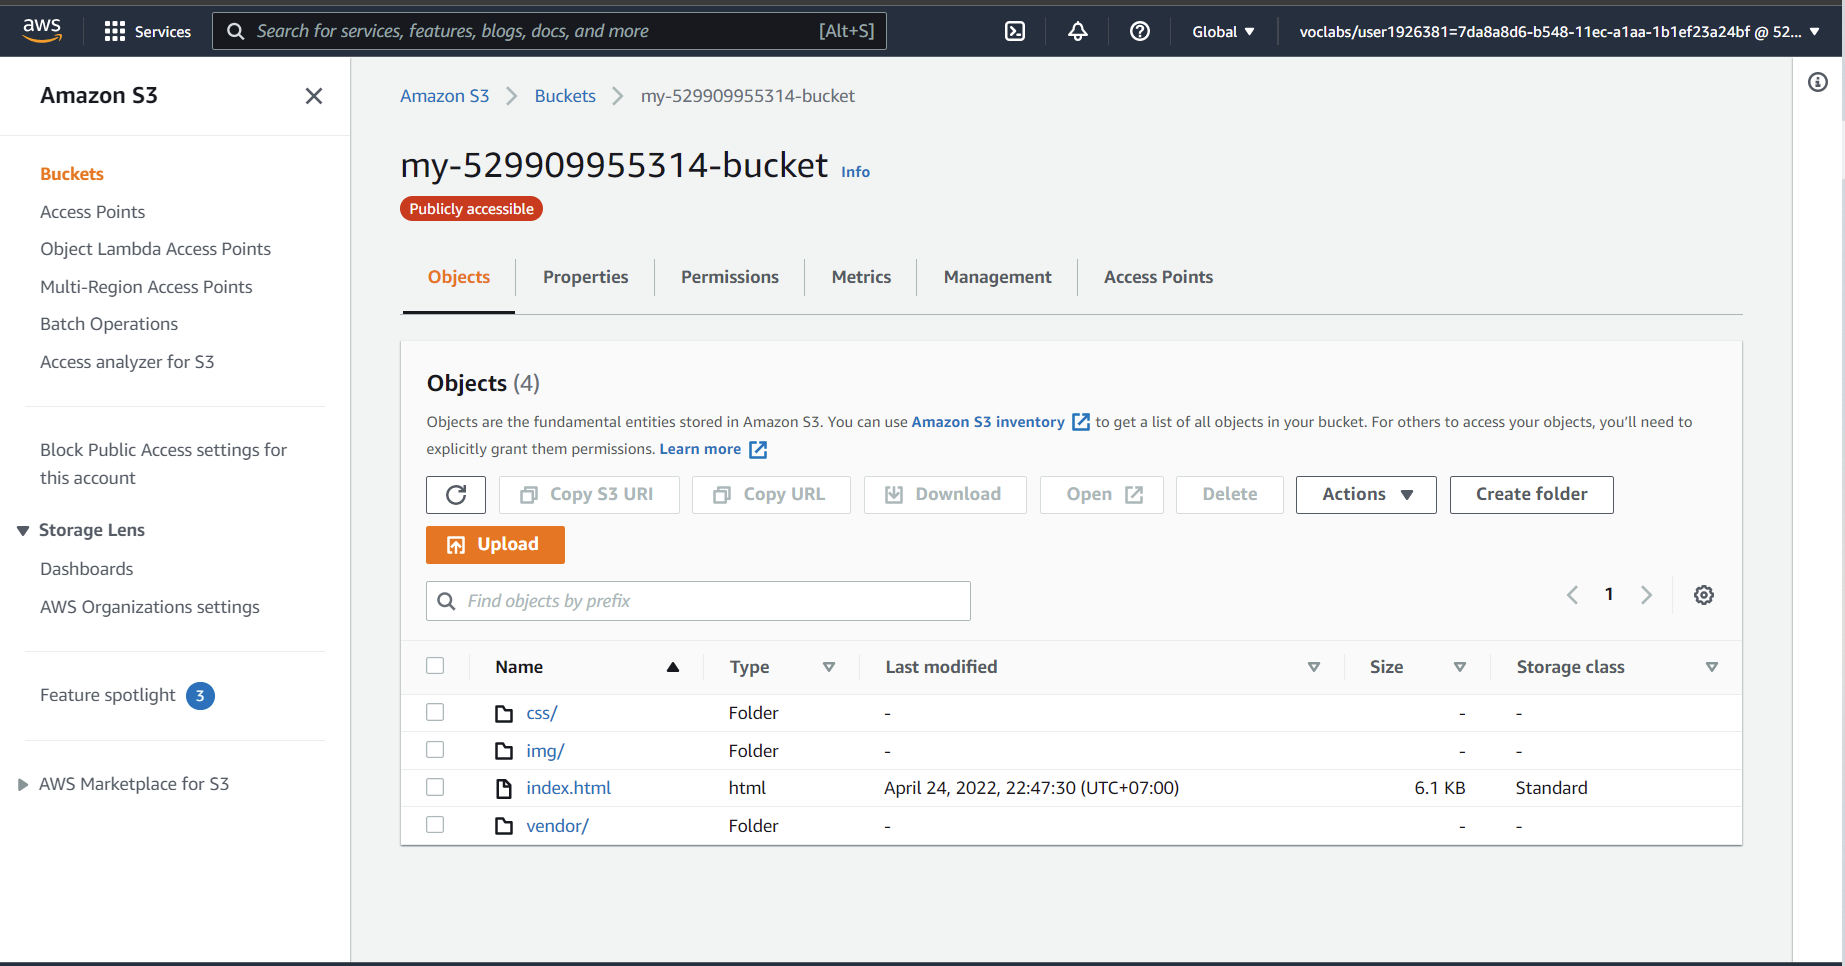 aws
Services
Search for services, features, blogs, docs, and more [Alt+S]
Global
voclabs/user1926381=7da8a8d6-b548-11ec-a1aa-1b1ef23a24bf @ 52...
Amazon S3
Buckets
Access Points
Object Lambda Access Points
Multi-Region Access Points
Batch Operations
Access analyzer for S3
Block Public Access settings for
this account
Storage Lens
Dashboards
AWS Organizations settings
Feature spotlight 3
AWS Marketplace for S3
Amazon S3 Buckets my-529909955314-bucket
my-529909955314-bucket Info
Publicly accessible
Objects Properties Permissions Metrics Management Access Points
Objects (4)
Objects are the fundamental entities stored in Amazon S3. You can use Amazon S3 inventory to get a list of all objects in your bucket. For others to access your objects, you'll need to
explicitly grant them permissions. Learn more
Copy S3 URI Copy URL Download Open Delete Actions Create folder
Upload
Find objects by prefix
1
Name Type Last modified Size Storage class
css/ Folder - - -
img/ Folder - - -
index.html html April 24, 2022, 22:47:30 (UTC+07:00) 6.1 KB Standard
vendor/ Folder - - -